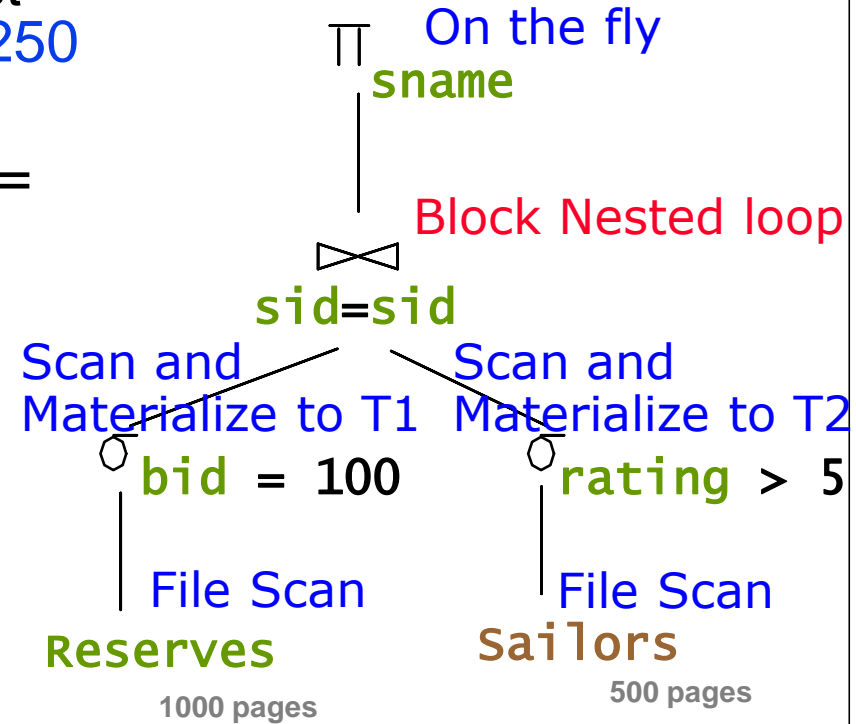 250
π On the fly
sname
=
Block Nested loop
⋈
sid=sid
Scan and Scan and
Materialize to T1 Materialize to T2
σ bid = 100 σ rating > 5
File Scan File Scan
Reserves Sailors
1000 pages 500 pages